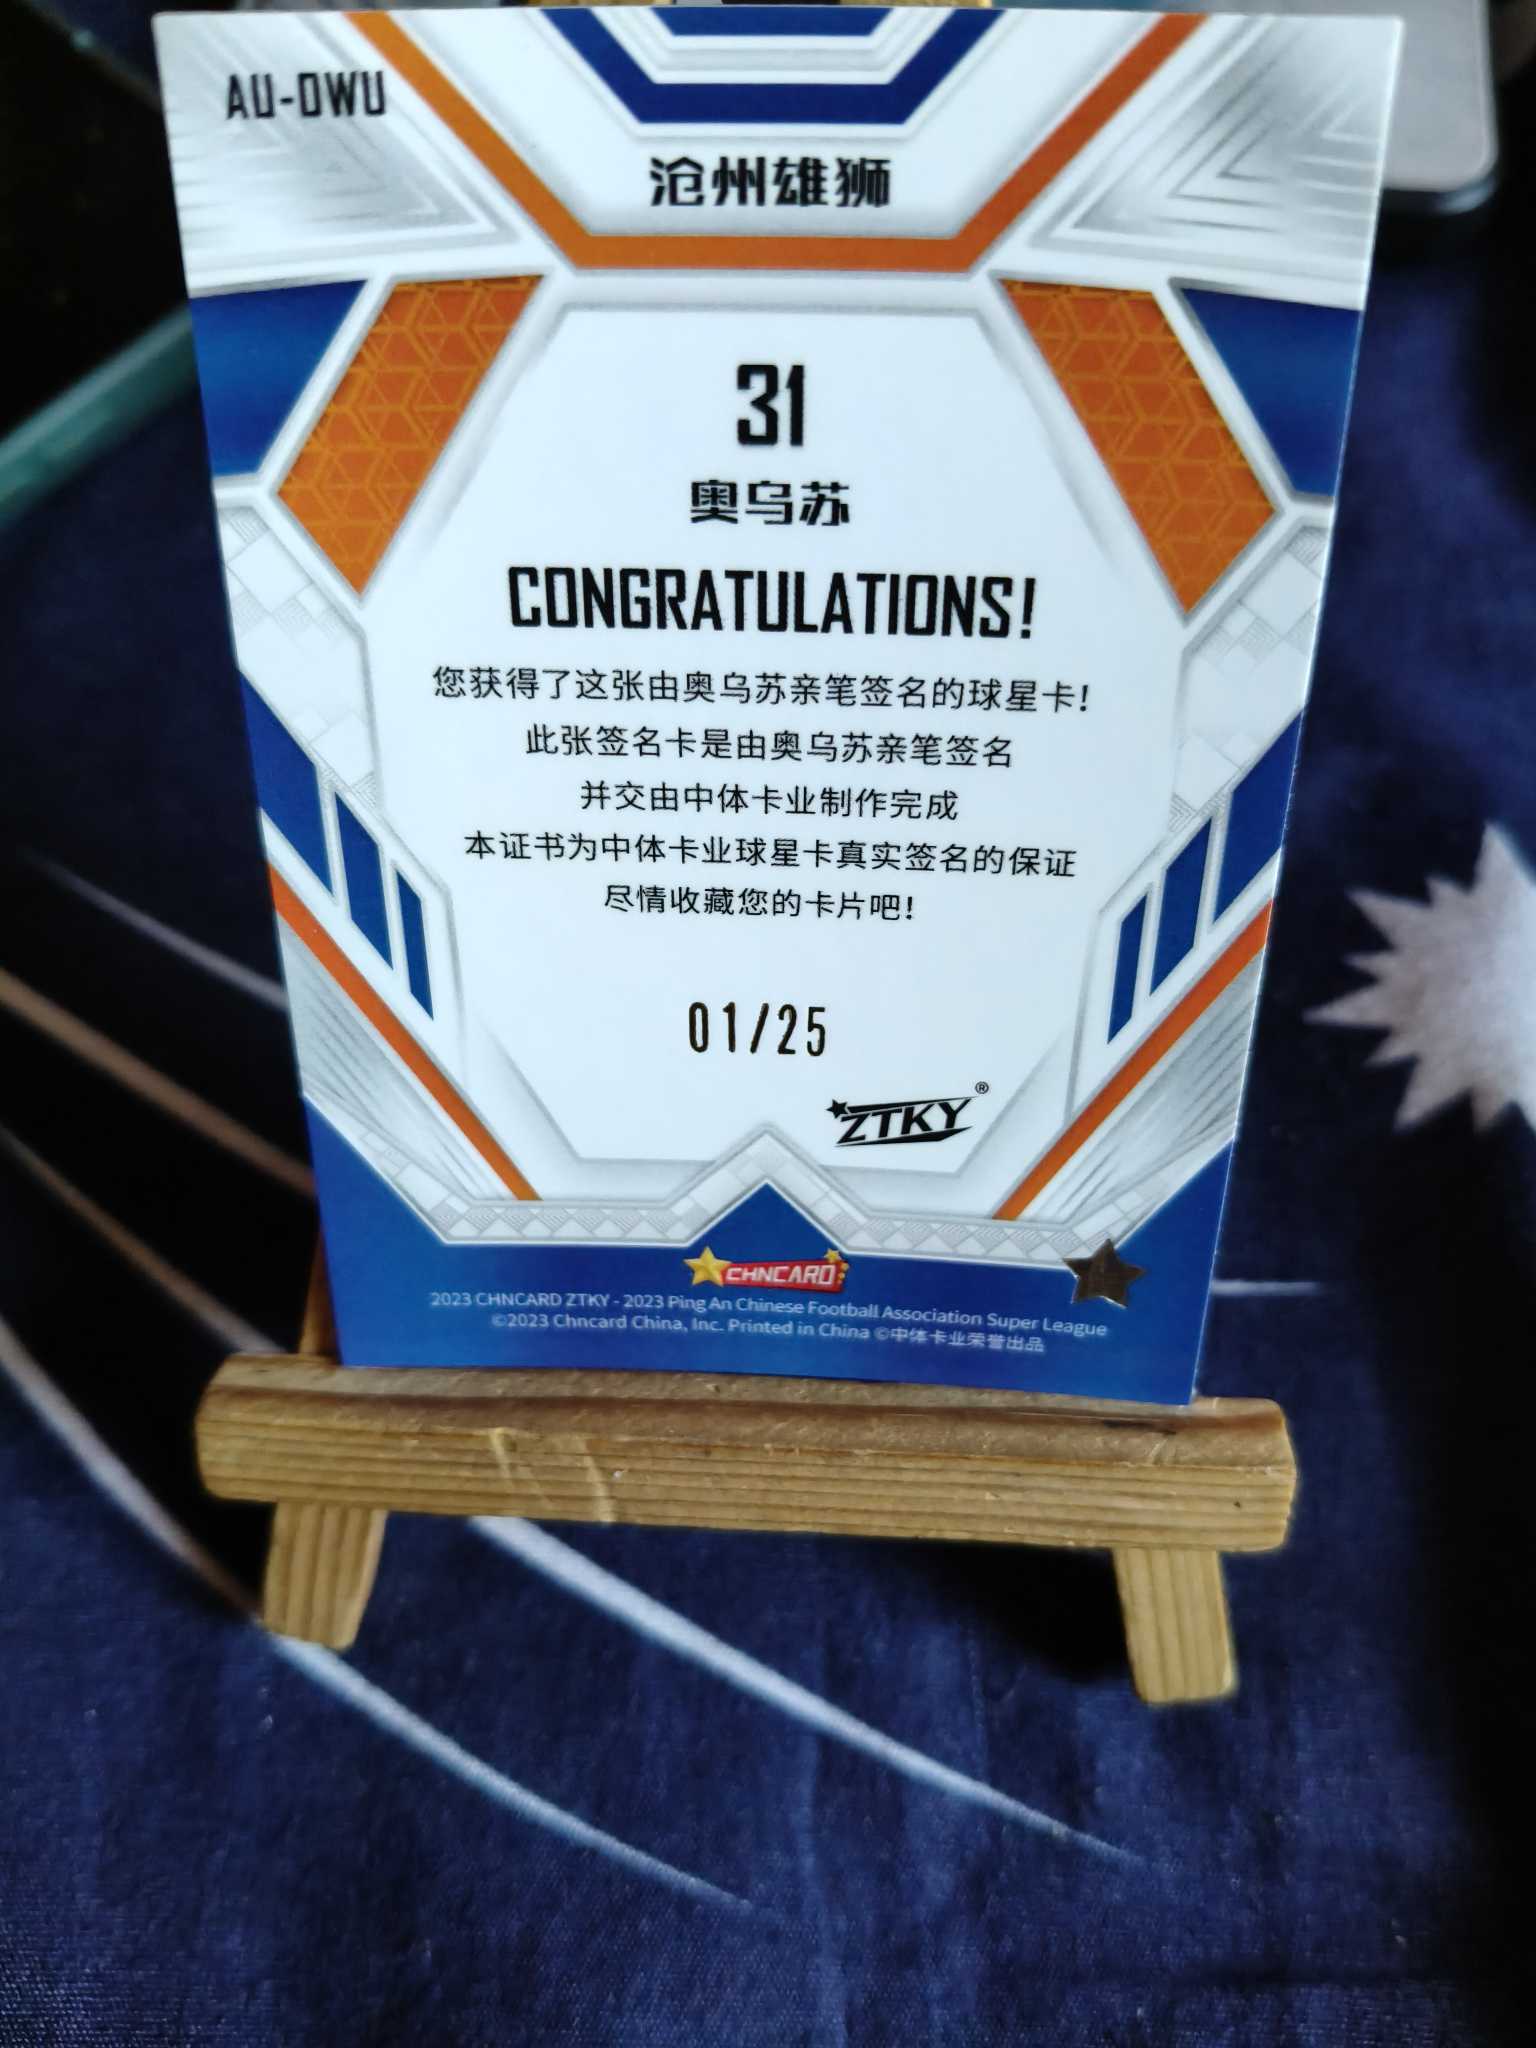 AU-OWU
沧州雄狮
31
奥乌苏
CONGRATULATIONS!
您获得了这张由奥乌苏亲笔签名的球星卡!
此张签名卡是由奥乌苏亲笔签名
并交由中体卡业制作完成
本证书为中体卡业球星卡真实签名的保证
尽情收藏您的卡片吧!
01/25
ZTKY®
CHNCARD
2023 CHNCARD ZTKY - 2023 Ping An Chinese Football Association Super League
©2023 Chncard China, Inc. Printed in China ©中体卡业荣誉出品